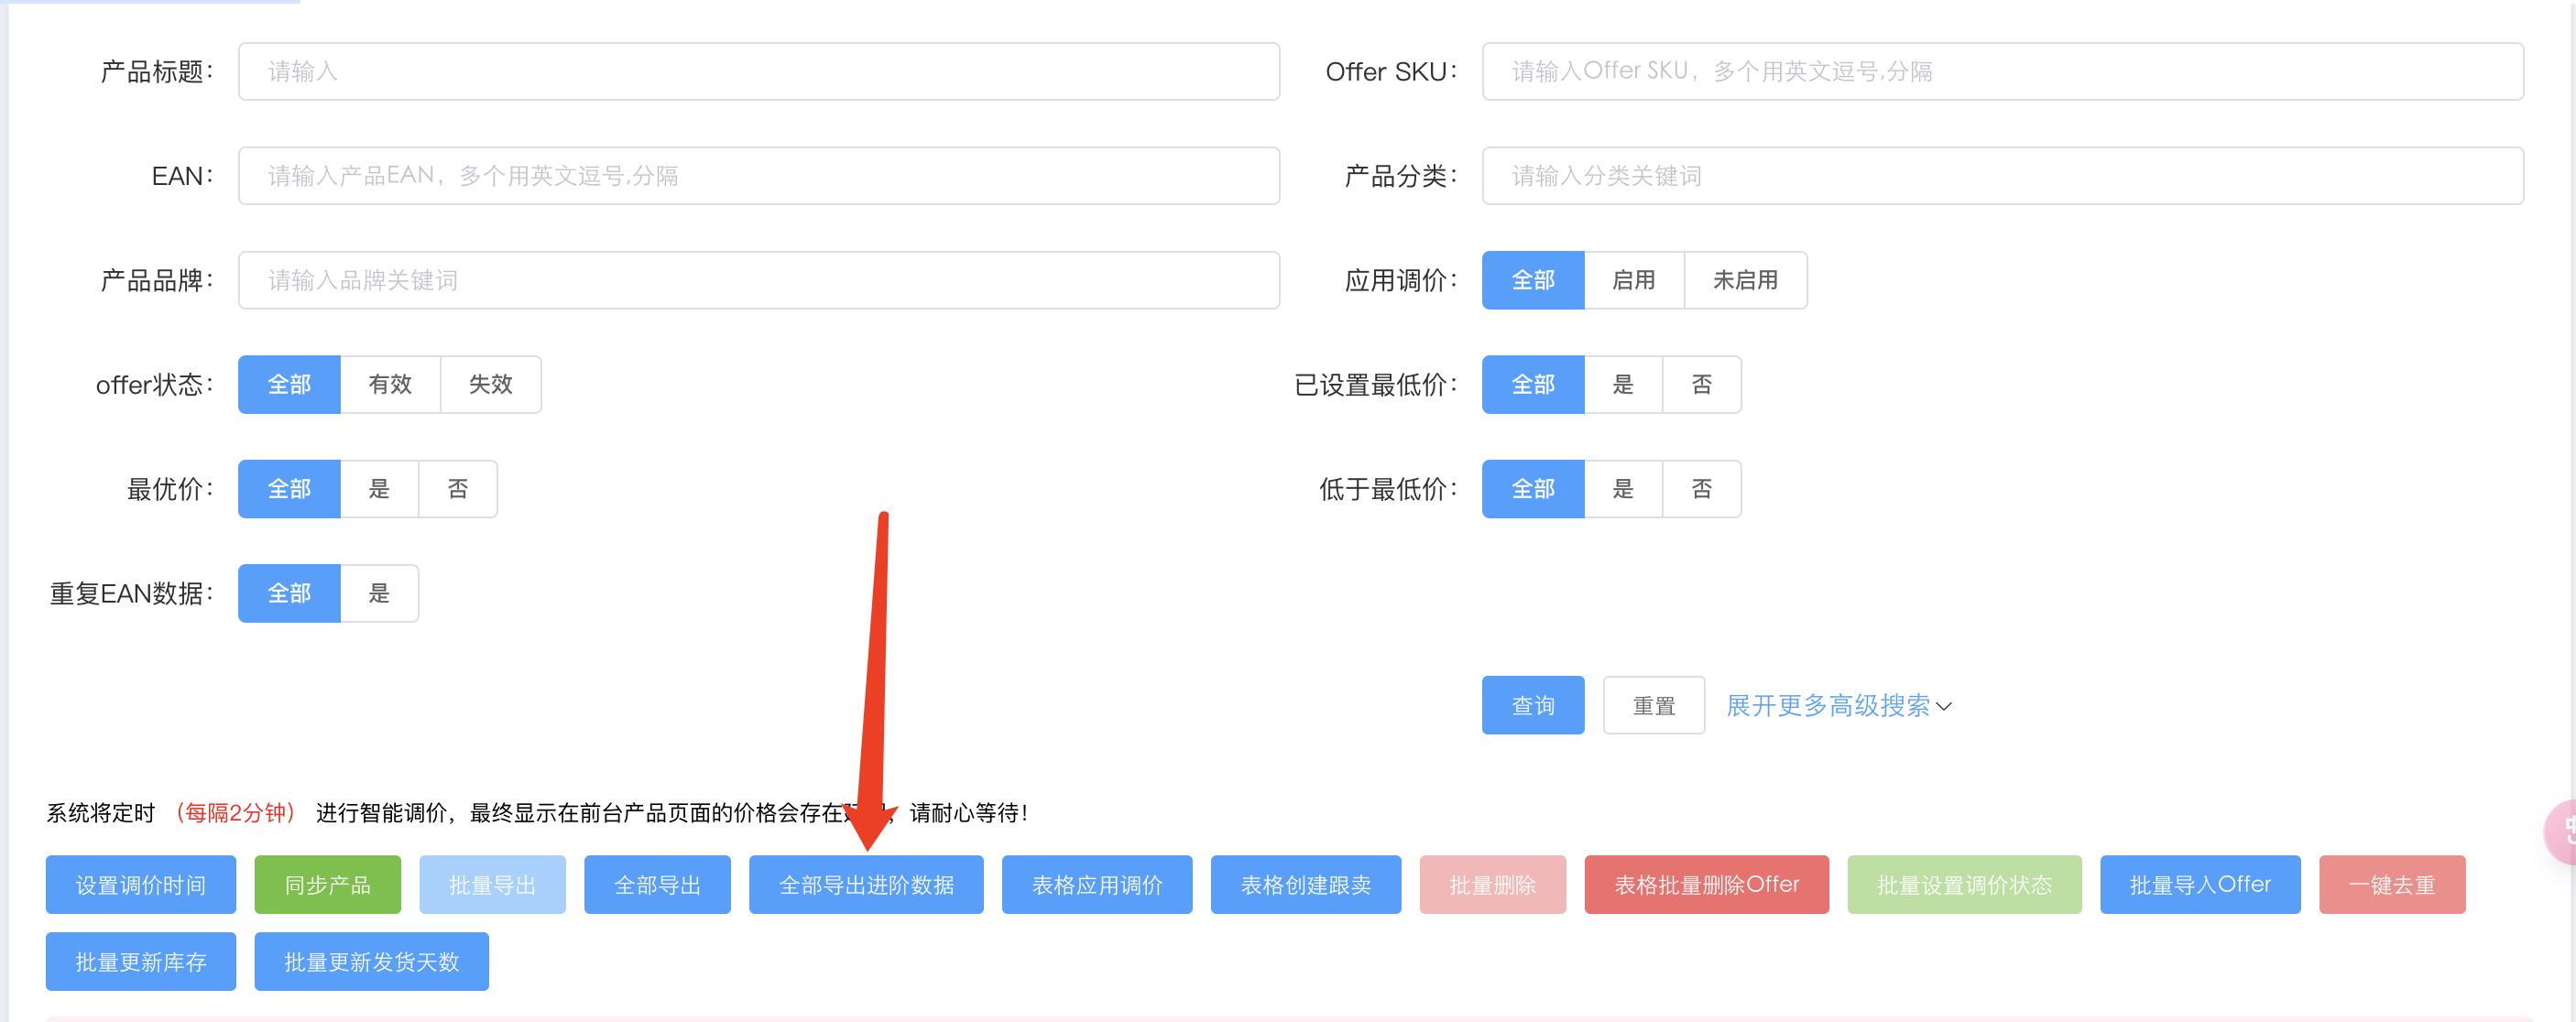 产品标题： 请输入 Offer SKU： 请输入Offer SKU，多个用英文逗号,分隔
EAN： 请输入产品EAN，多个用英文逗号,分隔 产品分类： 请输入分类关键词
产品品牌： 请输入品牌关键词 应用调价： 全部 启用 未启用
offer状态： 全部 有效 失效 已设置最低价： 全部 是 否
最优价： 全部 是 否 低于最低价： 全部 是 否
重复EAN数据： 全部 是
查询 重置 展开更多高级搜索
系统将定时 （每隔2分钟） 进行智能调价，最终显示在前台产品页面的价格会存在 ，请耐心等待！
设置调价时间 同步产品 批量导出 全部导出 全部导出进阶数据 表格应用调价 表格创建跟卖 批量删除 表格批量删除Offer 批量设置调价状态 批量导入Offer 一键去重
批量更新库存 批量更新发货天数